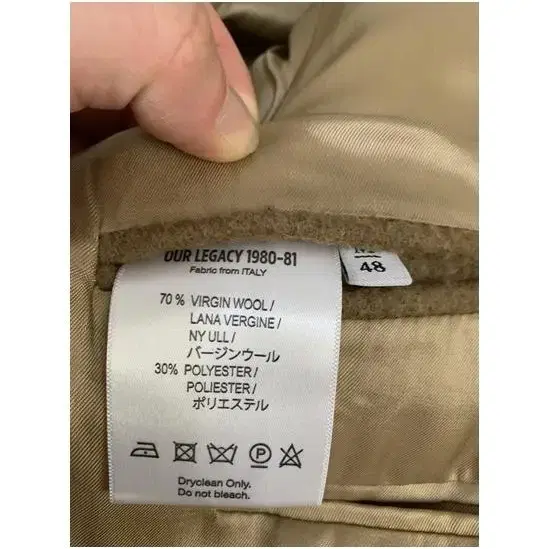 OUR LEGACY 1980-81
Fabric from ITALY
48
70% VIRGIN WOOL/
LANA VERGINE/
NY ULL/
バージンウール
30% POLYESTER/
POLIESTER/
ポリエステル
P
Dryclean Only.
Do not bleach.